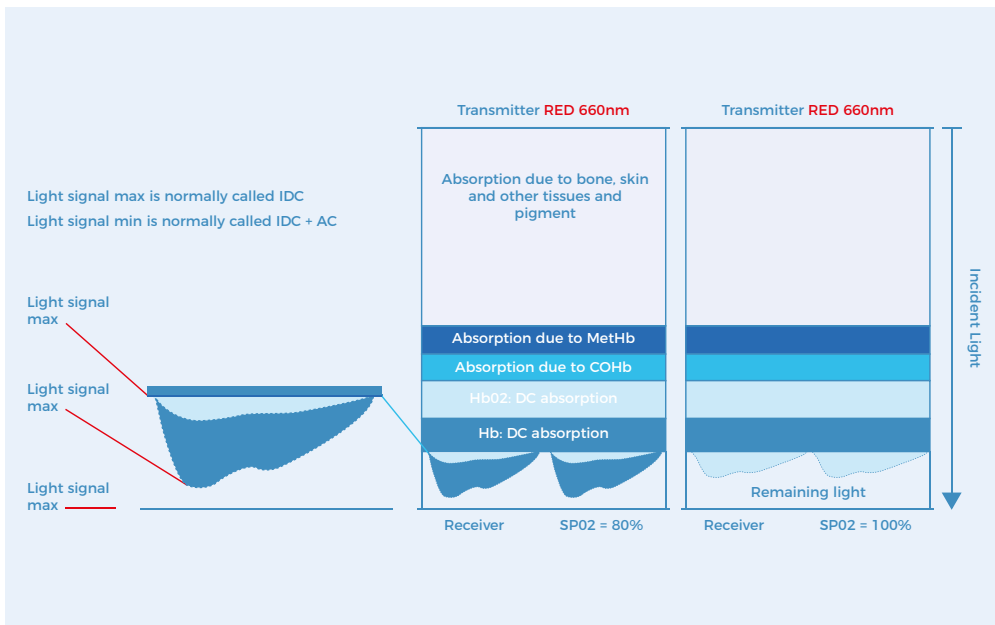 Transmitter RED 660nm
Transmitter RED 660nm
Light signal max is normally called IDC
Light signal min is normally called IDC + AC
Light signal
max
Light signal
max
Light signal
max
Absorption due to bone, skin
and other tissues and
pigment
Absorption due to MetHb
Absorption due to COHb
Hb02: DC absorption
Hb: DC absorption
Receiver
SP02 = 80%
Remaining light
Receiver
SP02 = 100%
Incident Light